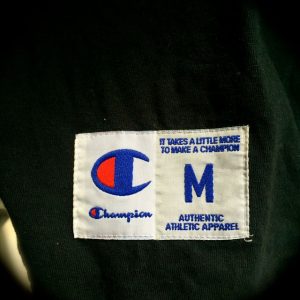 IT TAKES A LITTLE MORE
TO MAKE A CHAMPION
M
Champion
AUTHENTIC
ATHLETIC APPAREL